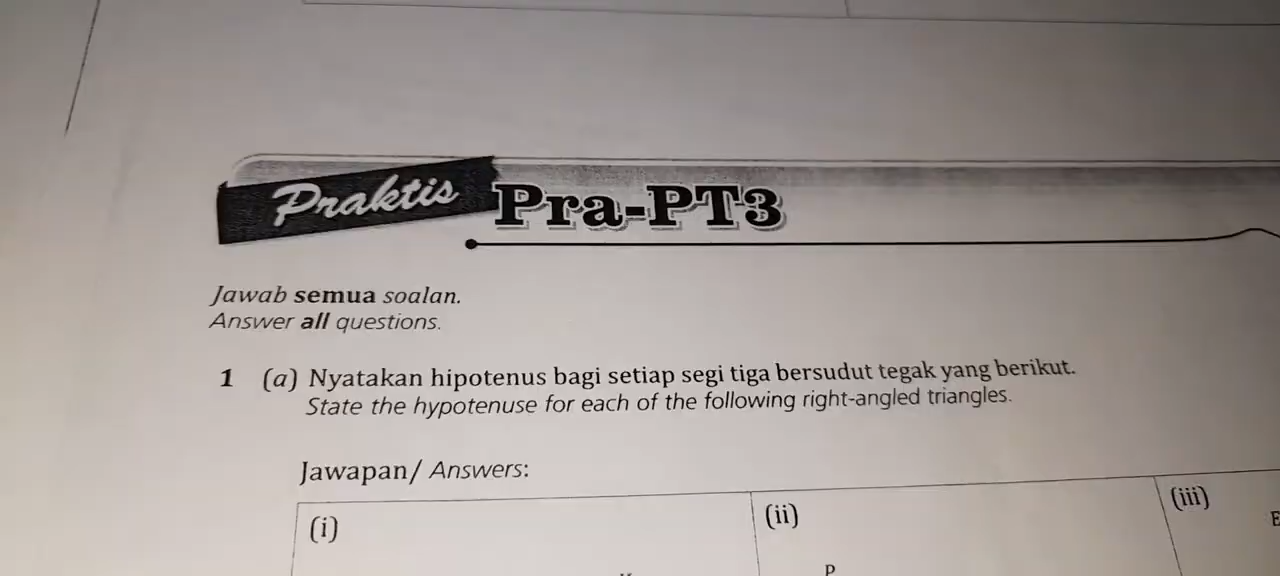 Praktis Pra-PT3
Jawab semua soalan.
Answer all questions.
1 (a) Nyatakan hipotenus bagi setiap segi tiga bersudut tegak yang berikut.
State the hypotenuse for each of the following right-angled triangles.
Jawapan/ Answers:
(i) (ii) (iii)
P